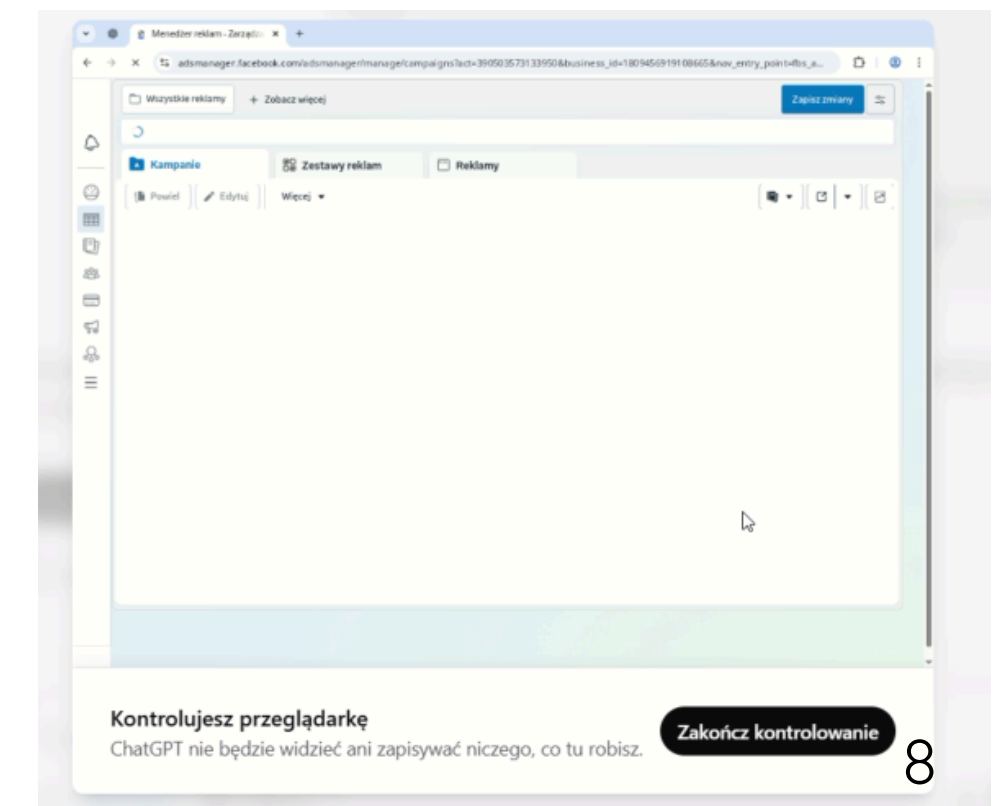 Menedżer reklam - Zarządz
adsmanager.facebook.com/adsmanager/manage/campaigns?act=390503573133950&business_id=1809456919108665&nav_entry_point=fbs_a...
Wszystkie reklamy + Zobacz więcej Zapisz zmiany
Kampanie Zestawy reklam Reklamy
Powiel Edytuj Więcej
Kontrolujesz przeglądarkę
ChatGPT nie będzie widzieć ani zapisywać niczego, co tu robisz.
Zakończ kontrolowanie
8